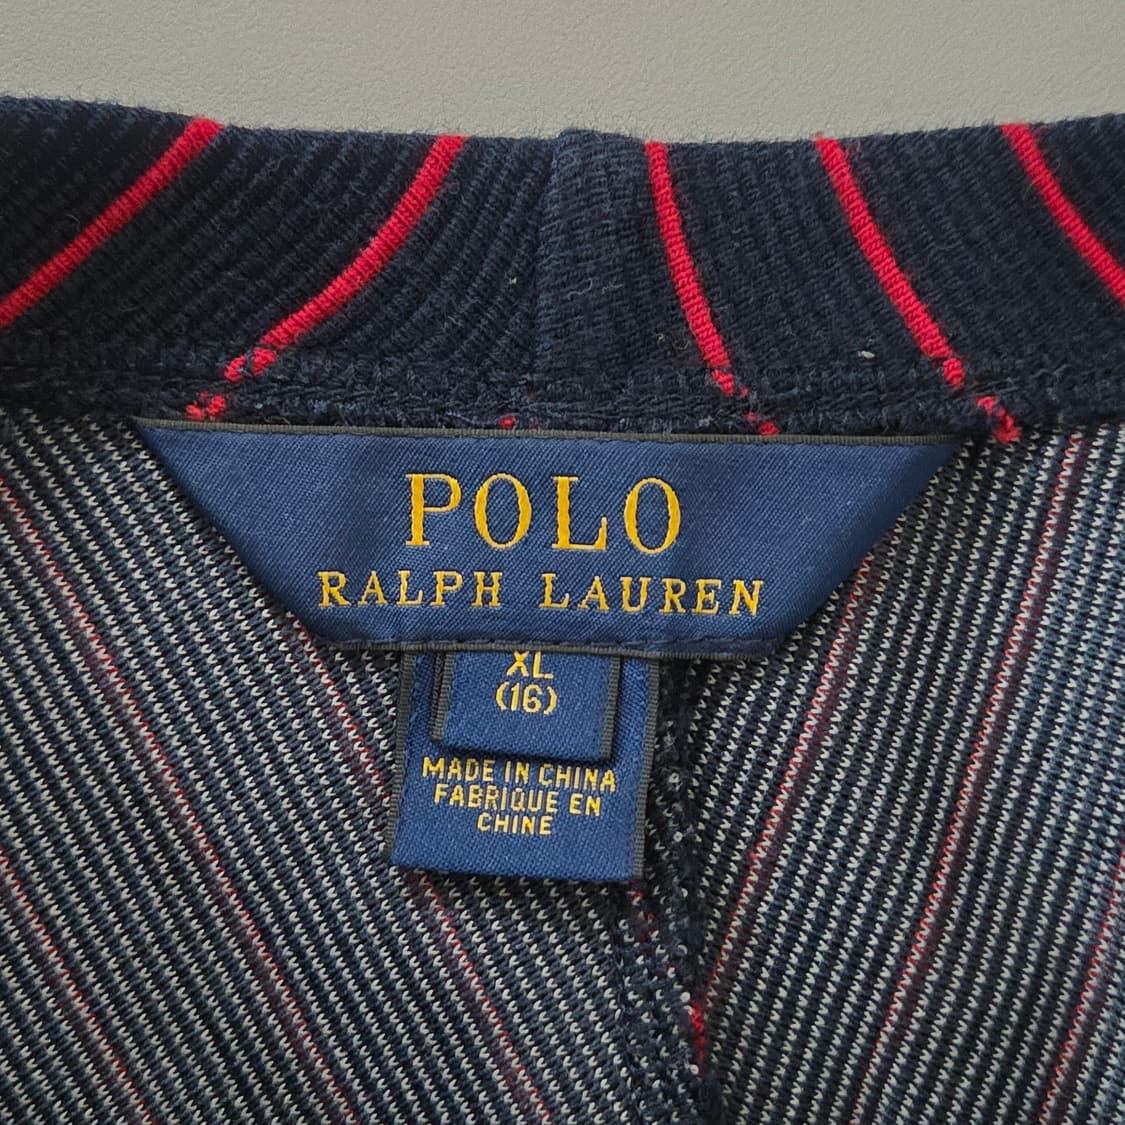 POLO
RALPH LAUREN
XL
(16)
MADE IN CHINA
FABRIQUE EN
CHINE